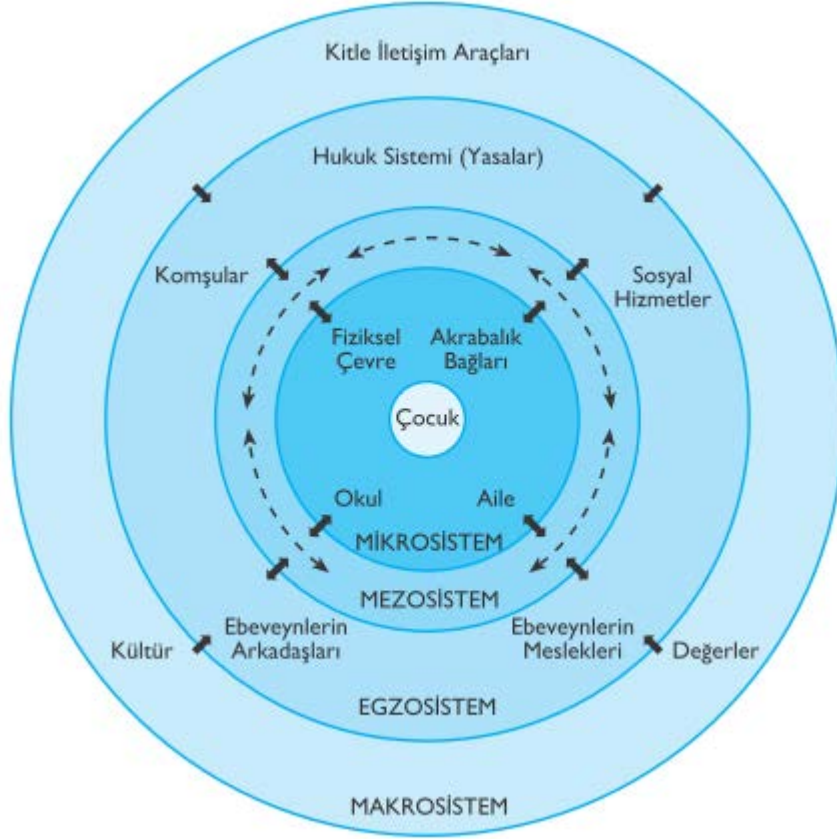 Kitle İletişim Araçları
Hukuk Sistemi (Yasalar)
Komşular
Sosyal
Hizmetler
Fiziksel
Çevre
Akrabalık
Bağları
Çocuk
Okul
Aile
MİKROSİSTEM
MEZOSİSTEM
Kültür
Ebeveynlerin
Arkadaşları
Ebeveynlerin
Meslekleri
Değerler
EGZOSİSTEM
MAKROSİSTEM